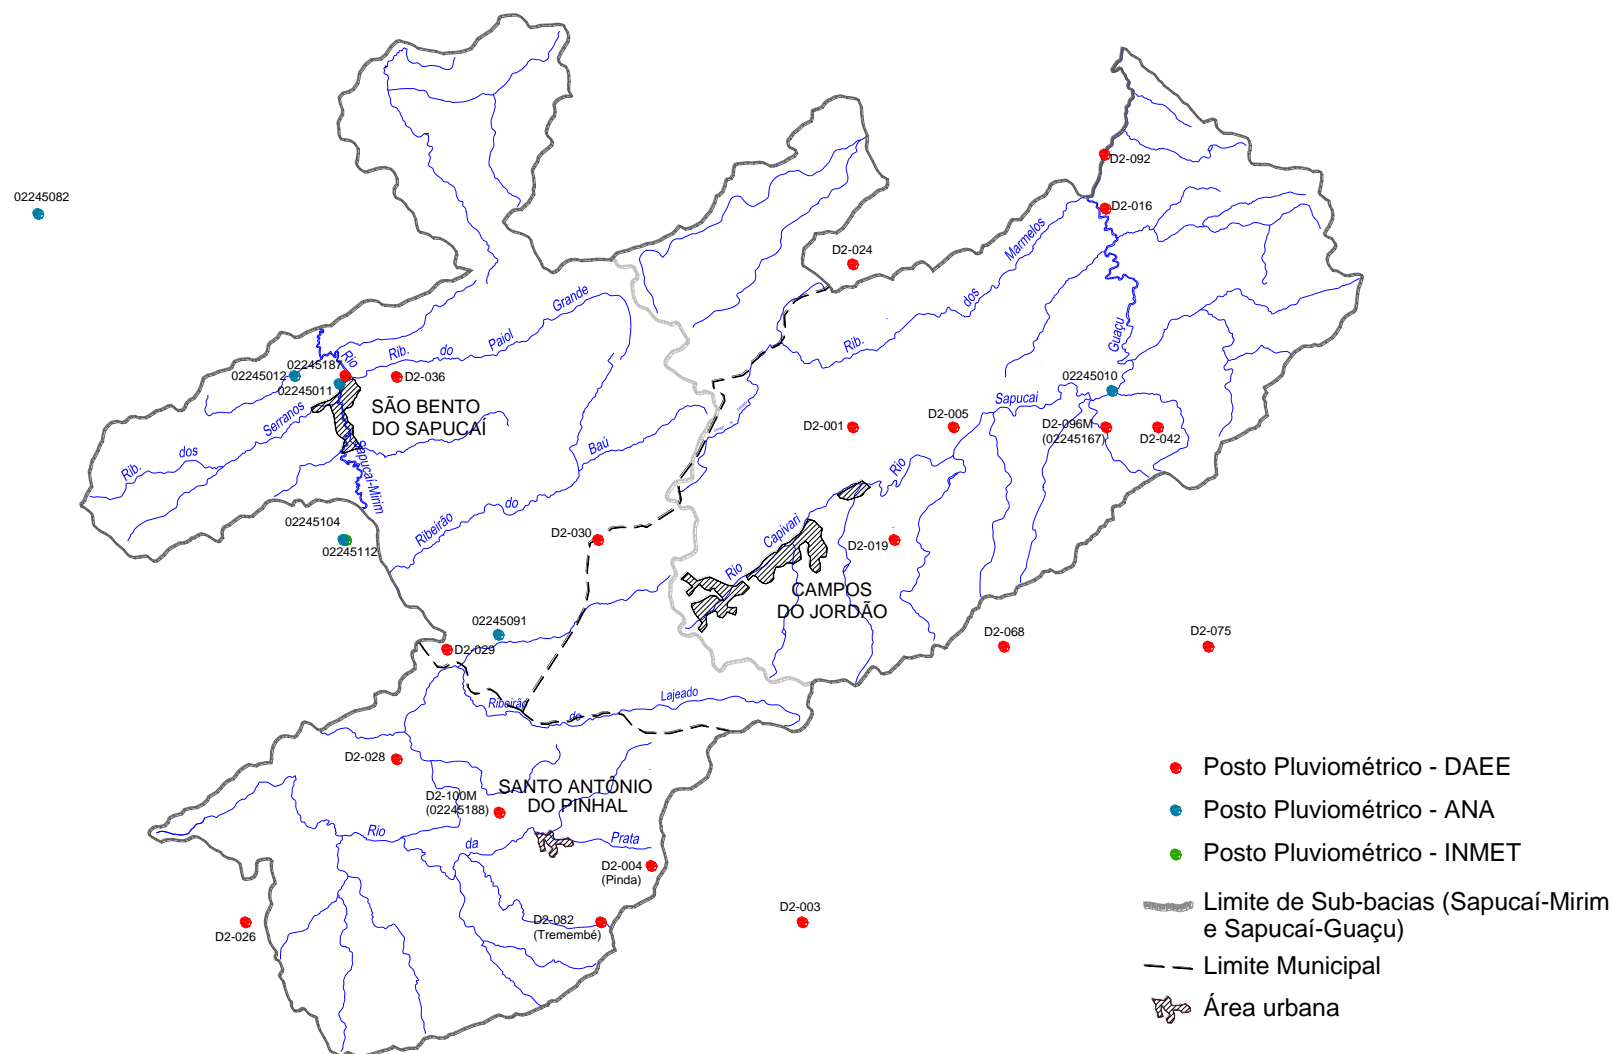 02245082
D2-092
D2-016
D2-024
Marmelos
dos
Rib.
Guaçu
Grande
Paiol
do
Rib.
Rio
02245187
02245012
02245011
D2-036
SÃO BENTO
DO SAPUCAÍ
Serranos
dos
Rib.
Sapucaí-Mirim
Baú
do
Ribeirão
02245010
Sapucai
D2-005
D2-001
D2-096M
(02245167)
D2-042
Rio
Capivari
Rio
02245104
02245112
D2-030
D2-019
CAMPOS
DO JORDÃO
02245091
D2-029
D2-068
D2-075
Ribeirão
do
Lajeado
D2-028
SANTO ANTÔNIO
DO PINHAL
D2-100M
(02245188)
Rio
da
Prata
D2-004
(Pinda)
D2-026
D2-082
(Tremembé)
D2-003
Posto Pluviométrico - DAEE
Posto Pluviométrico - ANA
Posto Pluviométrico - INMET
Limite de Sub-bacias (Sapucaí-Mirim
e Sapucaí-Guaçu)
Limite Municipal
Área urbana